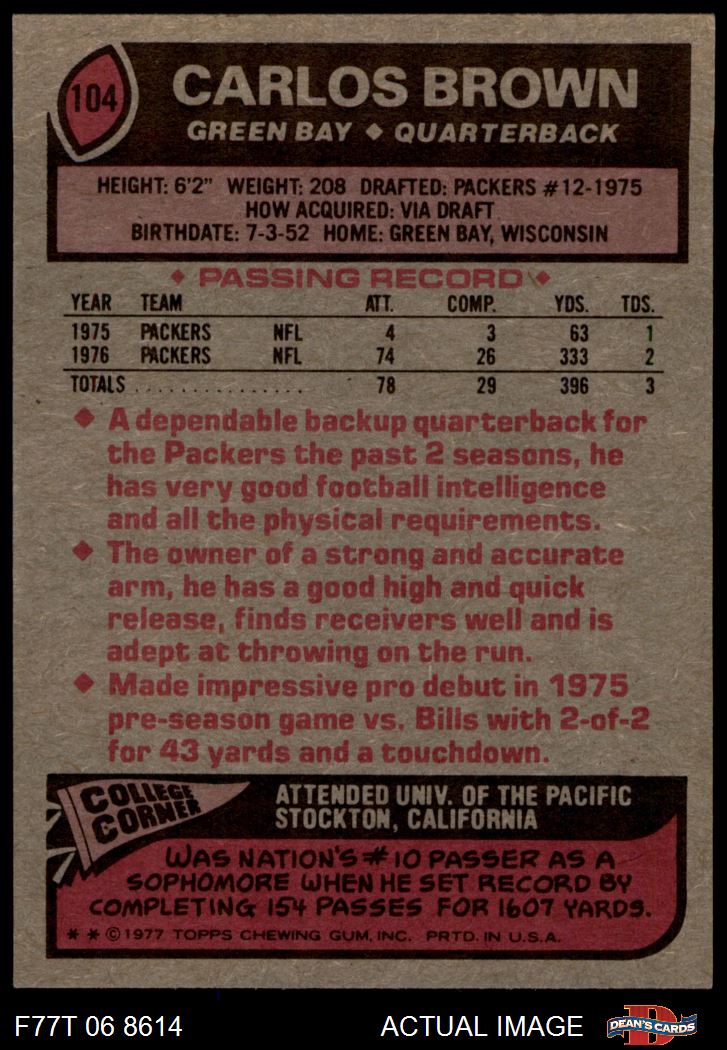 104
CARLOS BROWN
GREEN BAY ♦ QUARTERBACK
HEIGHT: 6'2" WEIGHT: 208 DRAFTED: PACKERS #12-1975
HOW ACQUIRED: VIA DRAFT
BIRTHDATE: 7-3-52 HOME: GREEN BAY, WISCONSIN
♦ PASSING RECORD ♦
YEAR TEAM ATT. COMP. YDS. TDS.
1975 PACKERS NFL 4 3 63 1
1976 PACKERS NFL 74 26 333 2
TOTALS . . . . . . . . . . . . . . . . 78 29 396 3
♦ A dependable backup quarterback for
the Packers the past 2 seasons, he
has very good football intelligence
and all the physical requirements.
♦ The owner of a strong and accurate
arm, he has a good high and quick
release, finds receivers well and is
adept at throwing on the run.
♦ Made impressive pro debut in 1975
pre-season game vs. Bills with 2-of-2
for 43 yards and a touchdown.
COLLEGE
CORNER
ATTENDED UNIV. OF THE PACIFIC
STOCKTON, CALIFORNIA
WAS NATION'S #10 PASSER AS A
SOPHOMORE WHEN HE SET RECORD BY
COMPLETING 154 PASSES FOR 1607 YARDS.
* * © 1977 TOPPS CHEWING GUM, INC. PRTD. IN U.S.A.
F77T 06 8614 ACTUAL IMAGE
DEAN'S CARDS